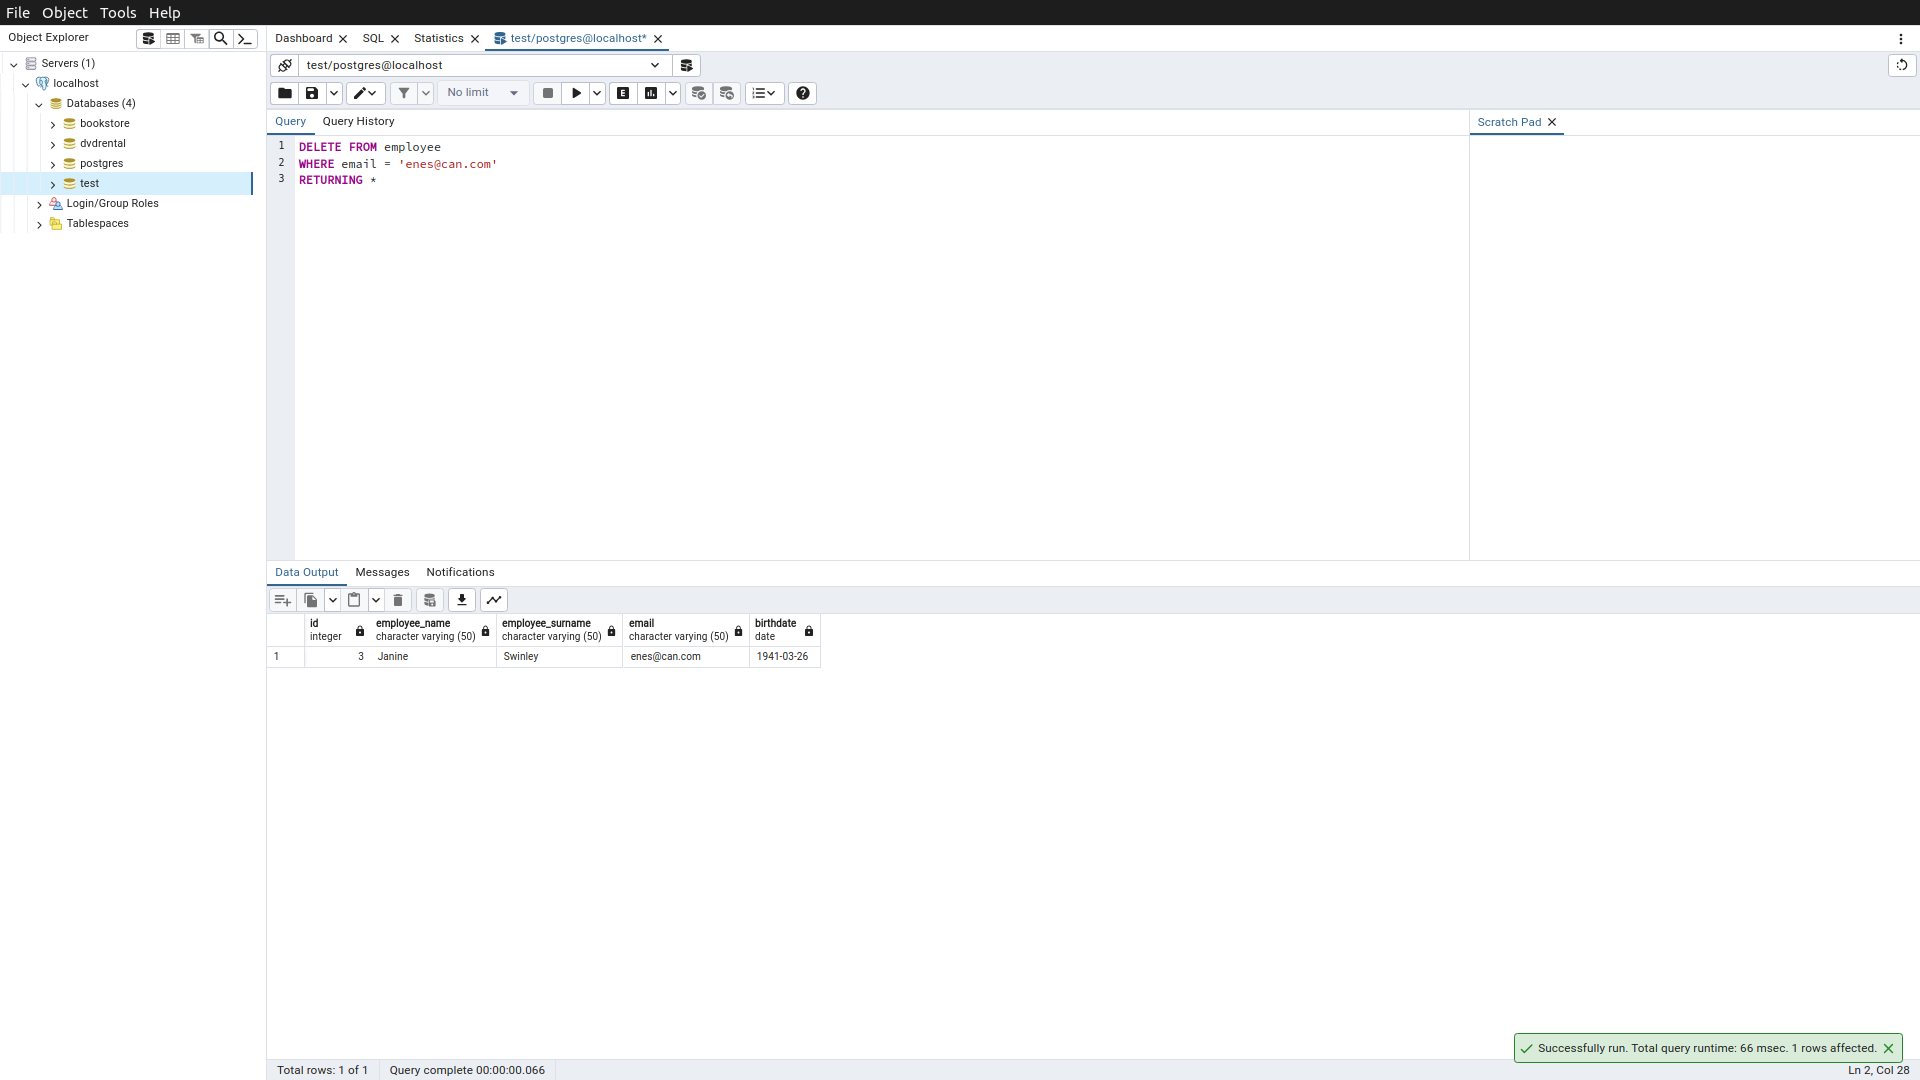 File Object Tools Help
Object Explorer
Dashboard SQL Statistics test/postgres@localhost*
Servers (1)
localhost
Databases (4)
bookstore
dvdrental
postgres
test
Login/Group Roles
Tablespaces
test/postgres@localhost
No limit
E
Query Query History
Scratch Pad
1 DELETE FROM employee
2 WHERE email = 'enes@can.com'
3 RETURNING *
Data Output Messages Notifications
id employee_name employee_surname email birthdate
integer character varying (50) character varying (50) character varying (50) date
1 3 Janine Swinley enes@can.com 1941-03-26
Successfully run. Total query runtime: 66 msec. 1 rows affected.
Total rows: 1 of 1 Query complete 00:00:00.066 Ln 2, Col 28